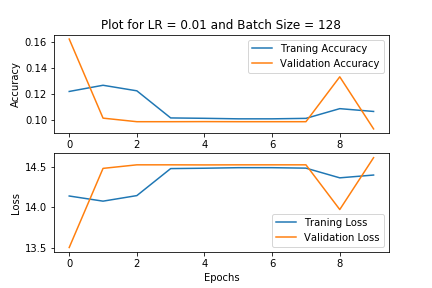 Plot for LR = 0.01 and Batch Size = 128
Accuracy
0.16
0.14
0.12
0.10
Traning Accuracy
Validation Accuracy
0 2 4 6 8
Loss
14.5
14.0
13.5
Traning Loss
Validation Loss
0 2 4 6 8
Epochs